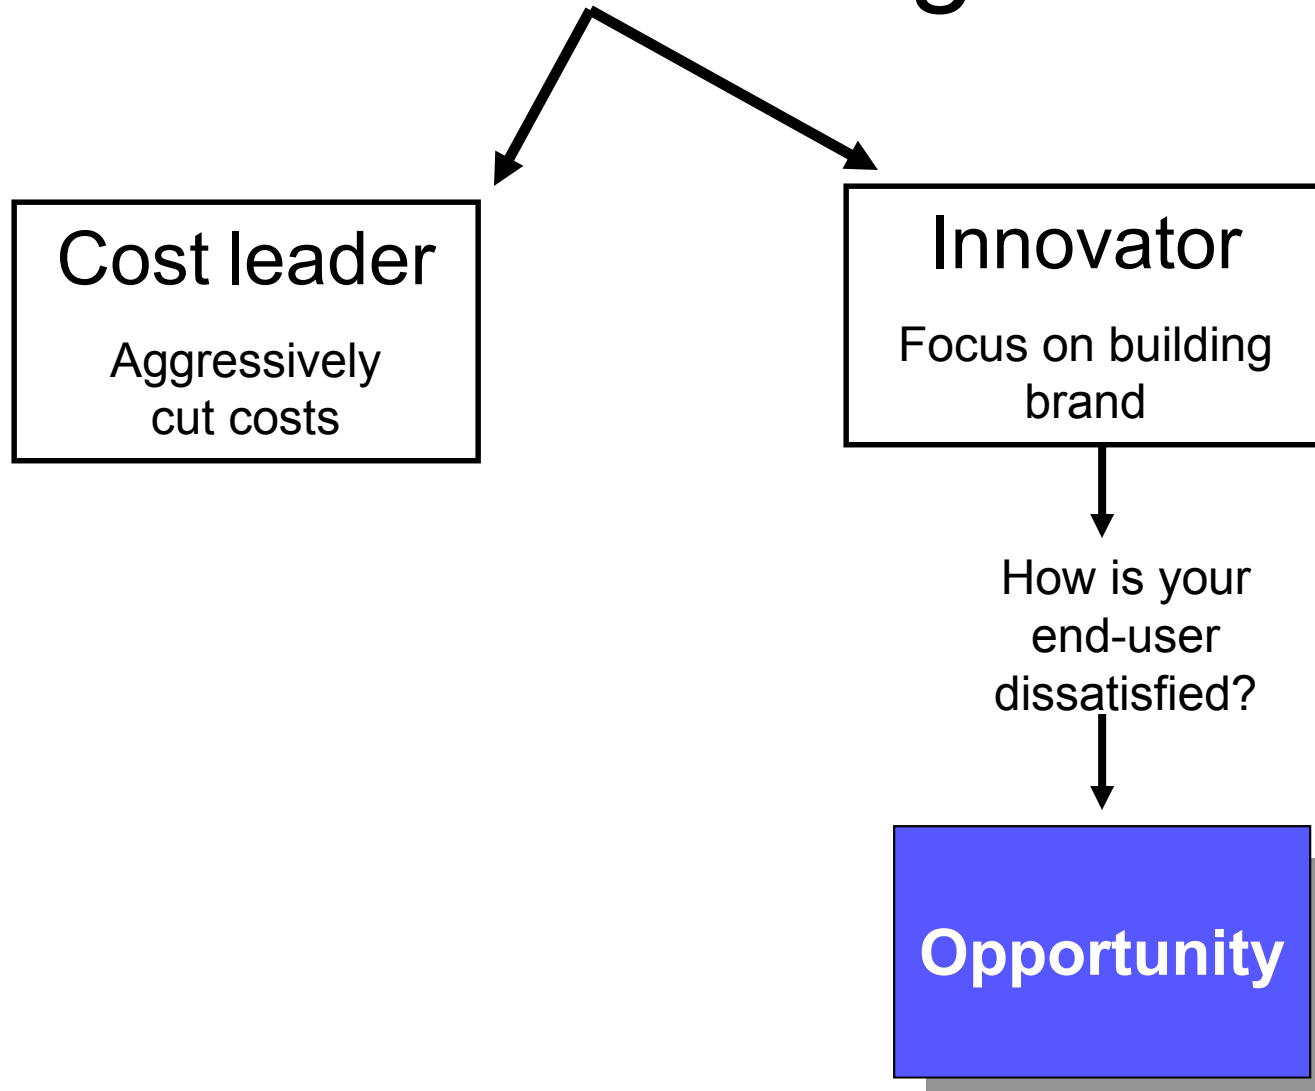 Cost leader
Aggressively
cut costs
Innovator
Focus on building
brand
How is your
end-user
dissatisfied?
Opportunity